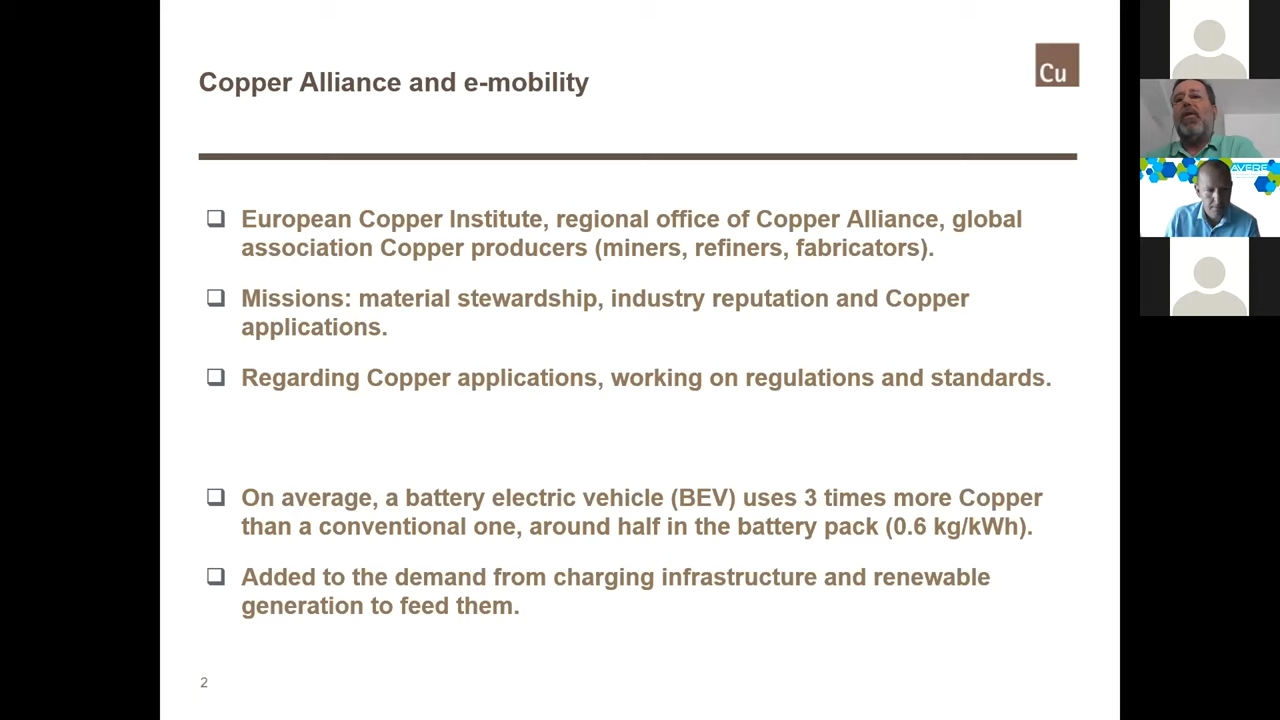 Copper Alliance and e-mobility
Cu
European Copper Institute, regional office of Copper Alliance, global
association Copper producers (miners, refiners, fabricators).
Missions: material stewardship, industry reputation and Copper
applications.
Regarding Copper applications, working on regulations and standards.
On average, a battery electric vehicle (BEV) uses 3 times more Copper
than a conventional one, around half in the battery pack (0.6 kg/kWh).
Added to the demand from charging infrastructure and renewable
generation to feed them.
2
AVERE